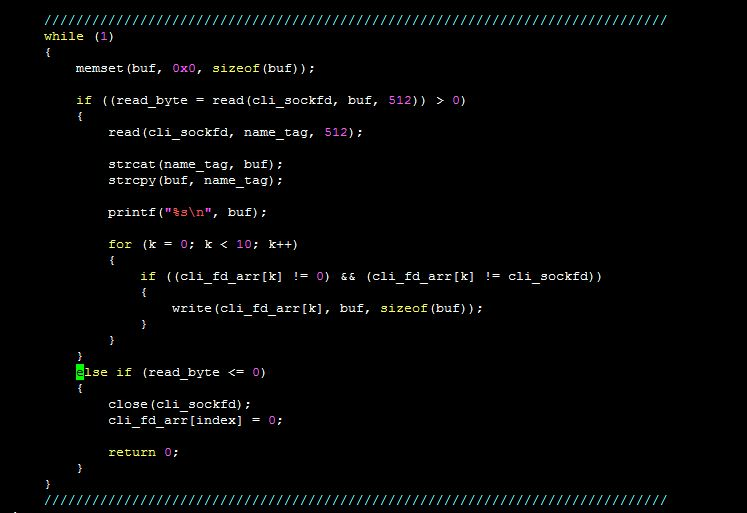 //////////////////////////////////////////////////////////////////////////////
while (1)
{
    memset(buf, 0x0, sizeof(buf));

    if ((read_byte = read(cli_sockfd, buf, 512)) > 0)
    {
        read(cli_sockfd, name_tag, 512);

        strcat(name_tag, buf);
        strcpy(buf, name_tag);

        printf("%s\n", buf);

        for (k = 0; k < 10; k++)
        {
            if ((cli_fd_arr[k] != 0) && (cli_fd_arr[k] != cli_sockfd))
            {
                write(cli_fd_arr[k], buf, sizeof(buf));
            }
        }
    }
    else if (read_byte <= 0)
    {
        close(cli_sockfd);
        cli_fd_arr[index] = 0;

        return 0;
    }
}
//////////////////////////////////////////////////////////////////////////////